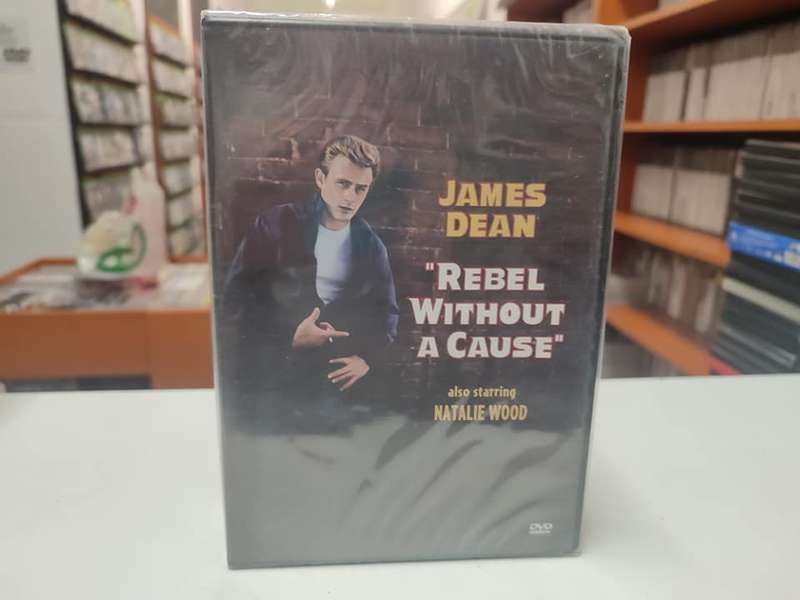 JAMES
DEAN
"REBEL
WITHOUT
A CAUSE"
also starring
NATALIE WOOD
DVD